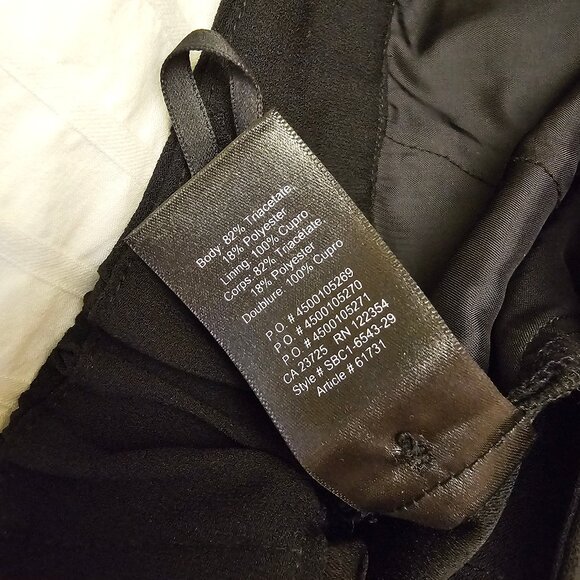 Body: 82% Triacetate,
18% Polyester
Lining: 100% Cupro
Corps: 82% Triacetate,
18% Polyester
Doublure: 100% Cupro
P.O. # 4500105269
P.O. # 4500105270
P.O. # 4500105271
CA 23725 RN 122354
Style # SBC1-6543-29
Article # 61731